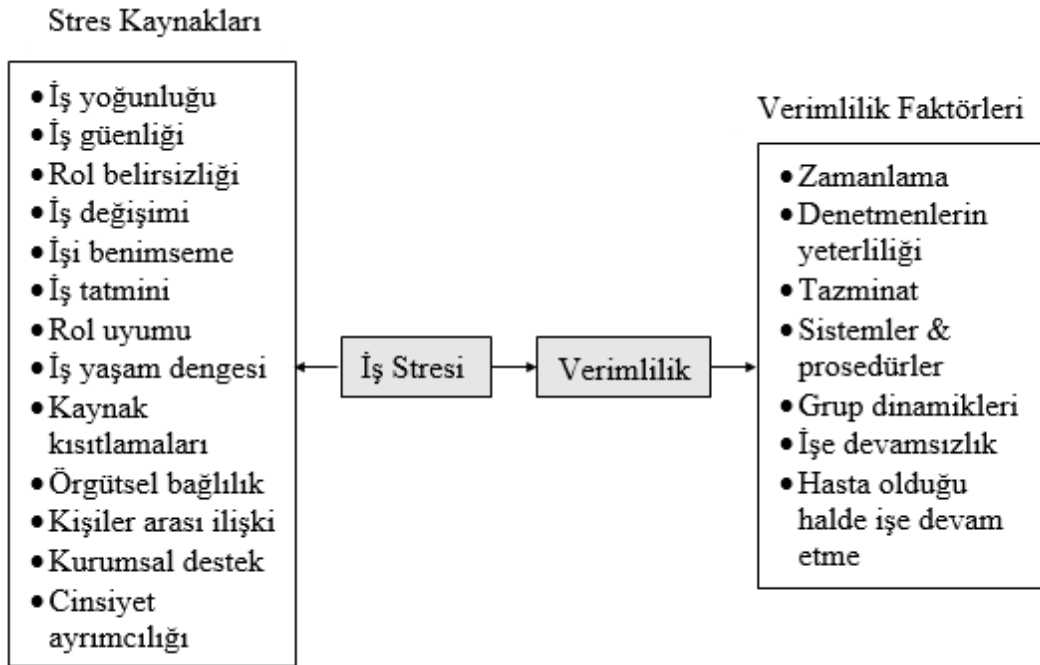 Stres Kaynakları
• İş yoğunluğu
• İş güenliği
• Rol belirsizliği
• İş değişimi
• İşi benimseme
• İş tatmini
• Rol uyumu
• İş yaşam dengesi
• Kaynak
kısıtlamaları
• Örgütsel bağlılık
• Kişiler arası ilişki
• Kurumsal destek
• Cinsiyet
ayrımcılığı
İş Stresi
Verimlilik
Verimlilik Faktörleri
• Zamanlama
• Denetmenlerin
yeterliliği
• Tazminat
• Sistemler &
prosedürler
• Grup dinamikleri
• İşe devamsızlık
• Hasta olduğu
halde işe devam
etme